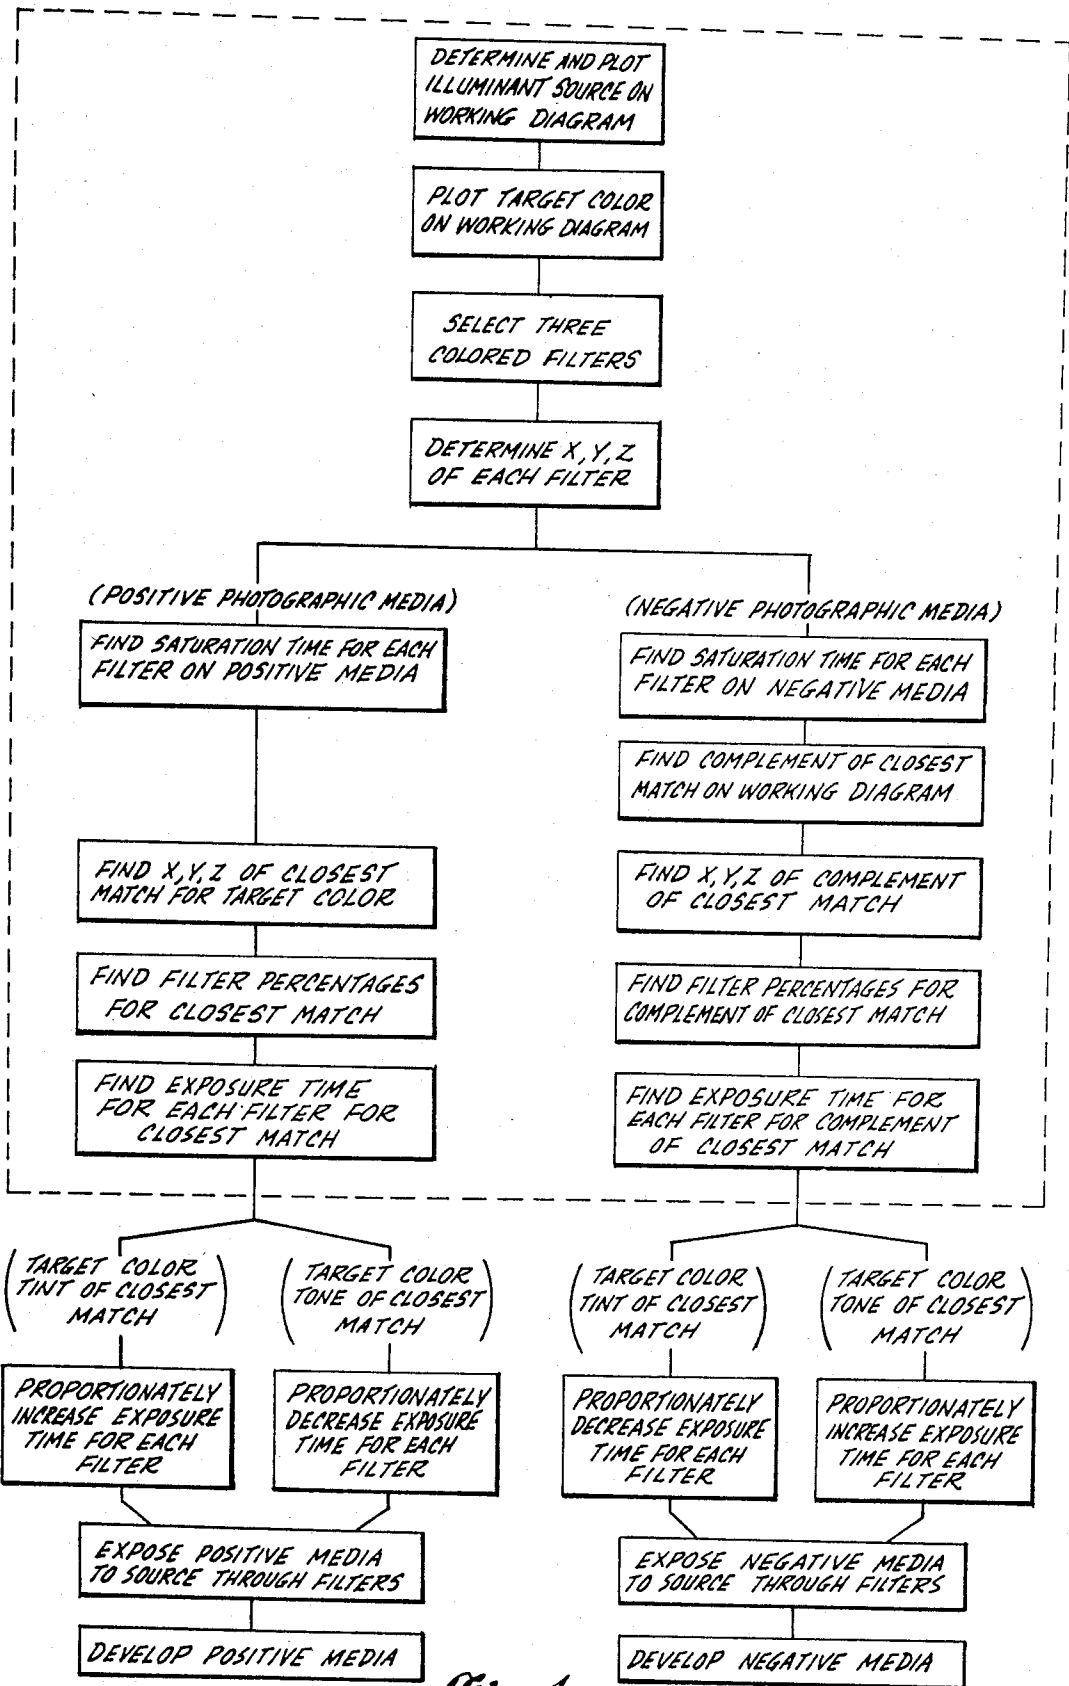 DETERMINE AND PLOT
ILLUMINANT SOURCE ON
WORKING DIAGRAM
PLOT TARGET COLOR
ON WORKING DIAGRAM
SELECT THREE
COLORED FILTERS
DETERMINE X, Y, Z
OF EACH FILTER
(POSITIVE PHOTOGRAPHIC MEDIA)
FIND SATURATION TIME FOR EACH
FILTER ON POSITIVE MEDIA
FIND X, Y, Z OF CLOSEST
MATCH FOR TARGET COLOR
FIND FILTER PERCENTAGES
FOR CLOSEST MATCH
FIND EXPOSURE TIME
FOR EACH FILTER FOR
CLOSEST MATCH
(NEGATIVE PHOTOGRAPHIC MEDIA)
FIND SATURATION TIME FOR EACH
FILTER ON NEGATIVE MEDIA
FIND COMPLEMENT OF CLOSEST
MATCH ON WORKING DIAGRAM
FIND X, Y, Z OF COMPLEMENT
OF CLOSEST MATCH
FIND FILTER PERCENTAGES FOR
COMPLEMENT OF CLOSEST MATCH
FIND EXPOSURE TIME FOR
EACH FILTER FOR COMPLEMENT
OF CLOSEST MATCH
(TARGET COLOR
TINT OF CLOSEST
MATCH)
(TARGET COLOR
TONE OF CLOSEST
MATCH)
(TARGET COLOR
TINT OF CLOSEST
MATCH)
(TARGET COLOR
TONE OF CLOSEST
MATCH)
PROPORTIONATELY
INCREASE EXPOSURE
TIME FOR EACH
FILTER
PROPORTIONATELY
DECREASE EXPOSURE
TIME FOR EACH
FILTER
PROPORTIONATELY
DECREASE EXPOSURE
TIME FOR EACH
FILTER
PROPORTIONATELY
INCREASE EXPOSURE
TIME FOR EACH
FILTER
EXPOSE POSITIVE MEDIA
TO SOURCE THROUGH FILTERS
DEVELOP POSITIVE MEDIA
EXPOSE NEGATIVE MEDIA
TO SOURCE THROUGH FILTERS
DEVELOP NEGATIVE MEDIA